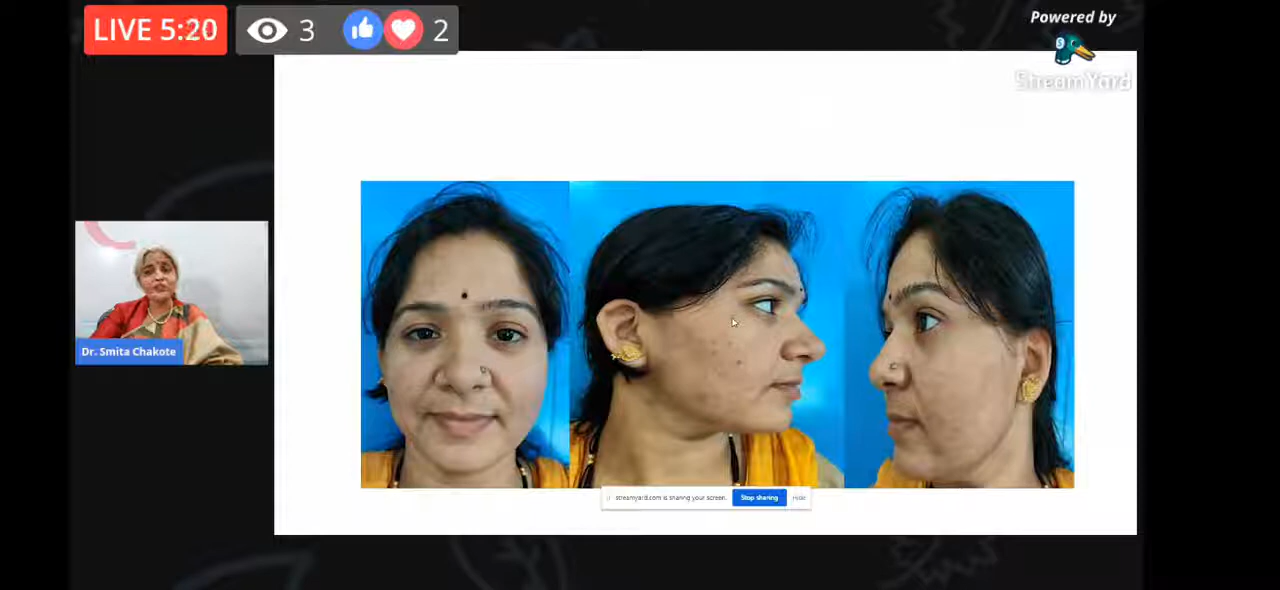 LIVE 5:20
3
2
Powered by
StreamYard
Dr. Smita Chakote
streamyard.com is sharing your screen.
Stop sharing
Hide